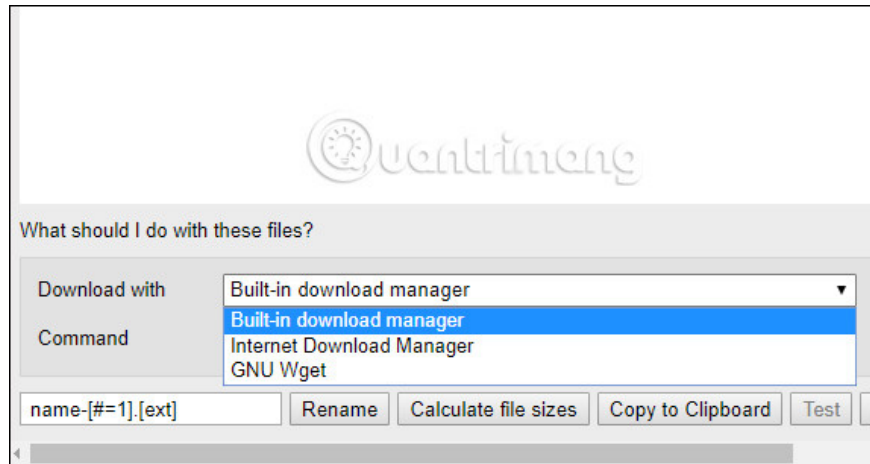 Quantrimang
What should I do with these files?
Download with
Built-in download manager
Built-in download manager
Command
Internet Download Manager
GNU Wget
name-[#=1].[ext]
Rename
Calculate file sizes
Copy to Clipboard
Test